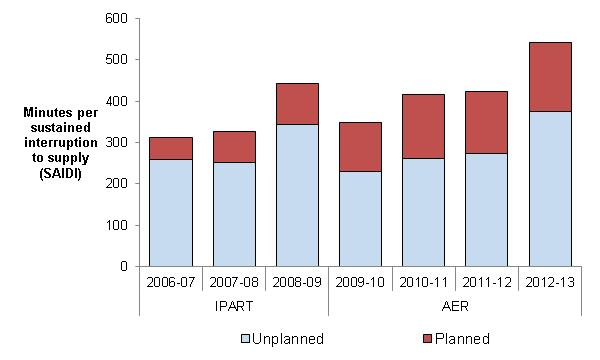 600
500
400
300
200
100
0
Minutes per
sustained
interruption
to supply
(SAIDI)
2006-07 2007-08 2008-09 2009-10 2010-11 2011-12 2012-13
IPART AER
Unplanned Planned